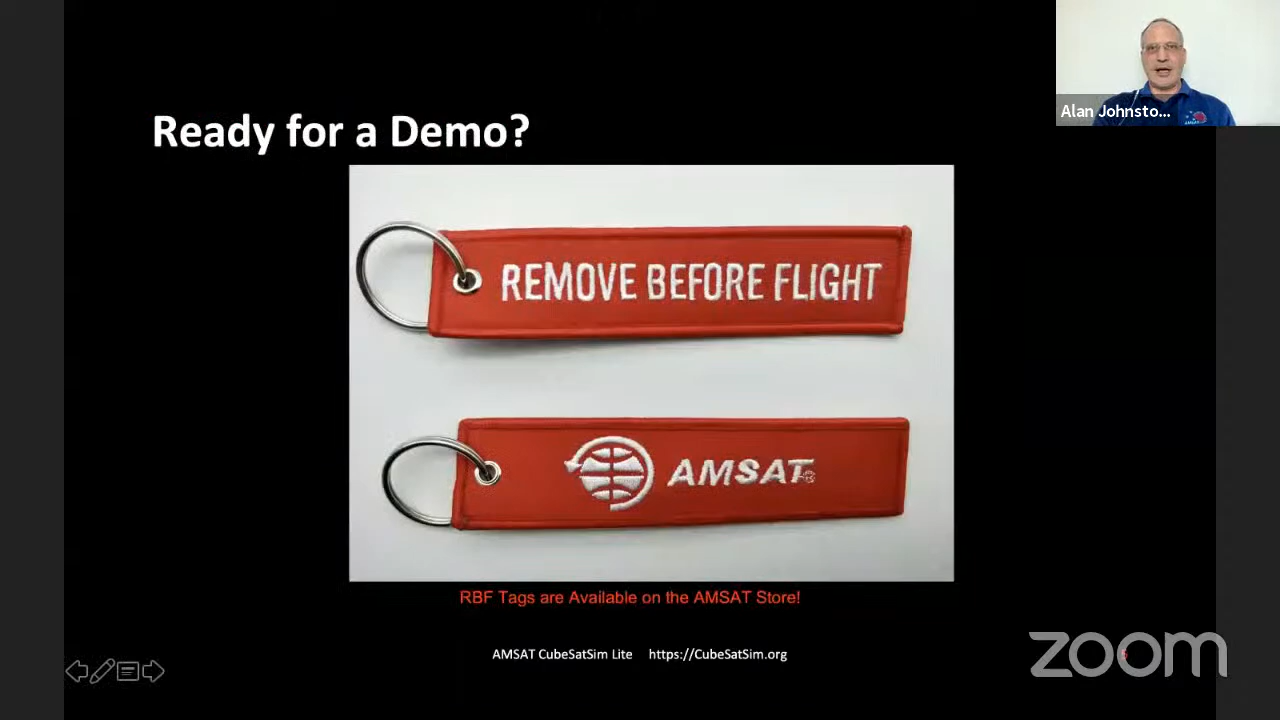 Alan Johnsto...
Ready for a Demo?
REMOVE BEFORE FLIGHT
AMSAT
RBF Tags are Available on the AMSAT Store!
AMSAT CubeSatSim Lite https://CubeSatSim.org
zoom